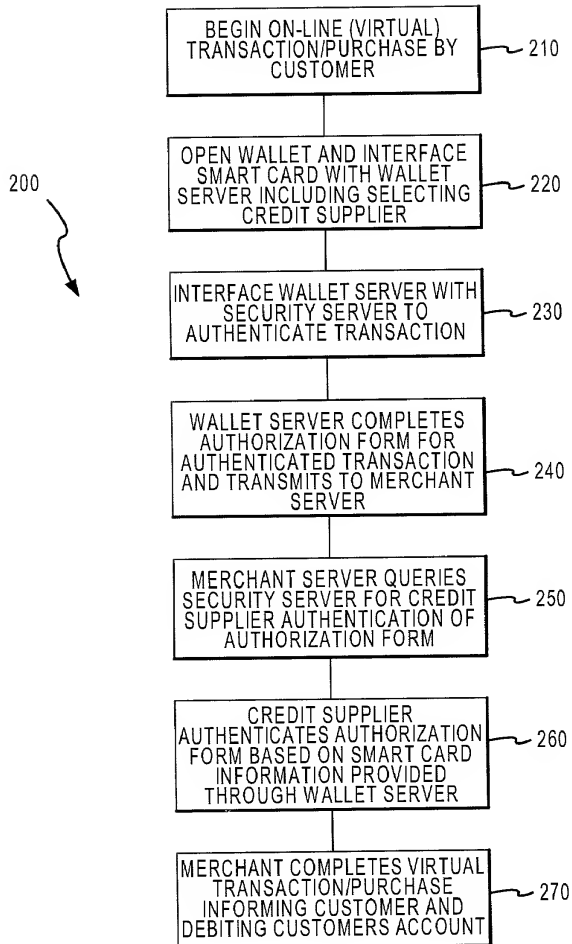 BEGIN ON-LINE (VIRTUAL)
TRANSACTION/PURCHASE BY
CUSTOMER
210
200
OPEN WALLET AND INTERFACE
SMART CARD WITH WALLET
SERVER INCLUDING SELECTING
CREDIT SUPPLIER
220
INTERFACE WALLET SERVER WITH
SECURITY SERVER TO
AUTHENTICATE TRANSACTION
230
WALLET SERVER COMPLETES
AUTHORIZATION FORM FOR
AUTHENTICATED TRANSACTION
AND TRANSMITS TO MERCHANT
SERVER
240
MERCHANT SERVER QUERIES
SECURITY SERVER FOR CREDIT
SUPPLIER AUTHENTICATION OF
AUTHORIZATION FORM
250
CREDIT SUPPLIER
AUTHENTICATES AUTHORIZATION
FORM BASED ON SMART CARD
INFORMATION PROVIDED
THROUGH WALLET SERVER
260
MERCHANT COMPLETES VIRTUAL
TRANSACTION/PURCHASE
INFORMING CUSTOMER AND
DEBITING CUSTOMERS ACCOUNT
270